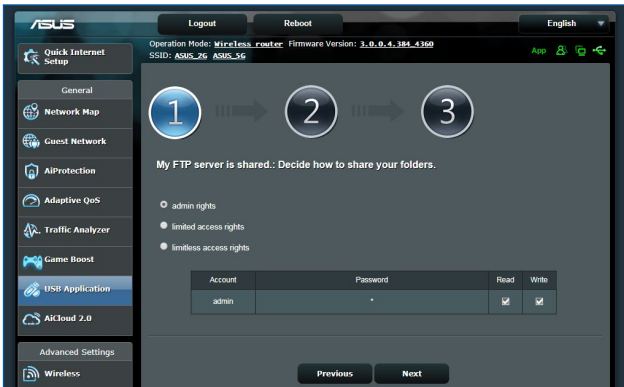 ASUS
Logout
Reboot
English
Quick Internet
Setup
Operation Mode: Wireless router Firmware Version: 3.0.0.4.384_4360
SSID: ASUS_2G ASUS_5G
App
General
Network Map
Guest Network
AiProtection
Adaptive QoS
Traffic Analyzer
Game Boost
USB Application
AiCloud 2.0
Advanced Settings
Wireless
1
2
3
My FTP server is shared.: Decide how to share your folders.
admin rights
limited access rights
limitless access rights
Account Password Read Write
admin * 
Previous
Next